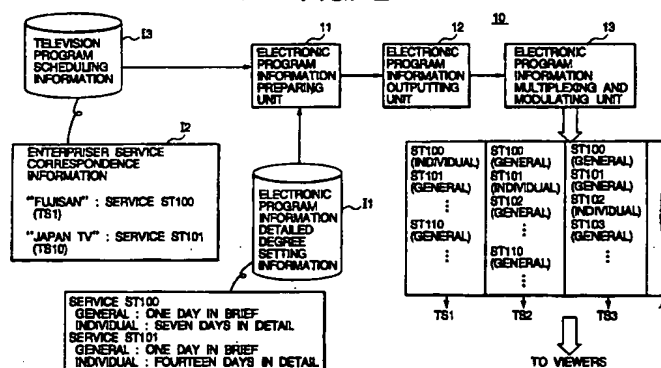 10
I3
TELEVISION
PROGRAM
SCHEDULING
INFORMATION
11
ELECTRONIC
PROGRAM
INFORMATION
PREPARING
UNIT
12
ELECTRONIC
PROGRAM
INFORMATION
OUTPUTTING
UNIT
13
ELECTRONIC
PROGRAM
INFORMATION
MULTIPLEXING AND
MODULATING UNIT
I2
ENTERPRISER SERVICE
CORRESPONDENCE
INFORMATION
"FUJISAN" : SERVICE ST100
(TS1)
"JAPAN TV" : SERVICE ST101
(TS10)
I1
ELECTRONIC
PROGRAM
INFORMATION
DETAILED
DEGREE
SETTING
INFORMATION
SERVICE ST100
GENERAL : ONE DAY IN BRIEF
INDIVIDUAL : SEVEN DAYS IN DETAIL
SERVICE ST101
GENERAL : ONE DAY IN BRIEF
INDIVIDUAL : FOURTEEN DAYS IN DETAIL
ST100
(INDIVIDUAL)
ST101
(GENERAL)
ST110
(GENERAL)
ST100
(GENERAL)
ST101
(INDIVIDUAL)
ST102
(GENERAL)
ST110
(GENERAL)
ST100
(GENERAL)
ST101
(GENERAL)
ST102
(INDIVIDUAL)
ST103
(GENERAL)
TS1
TS2
TS3
TO VIEWERS